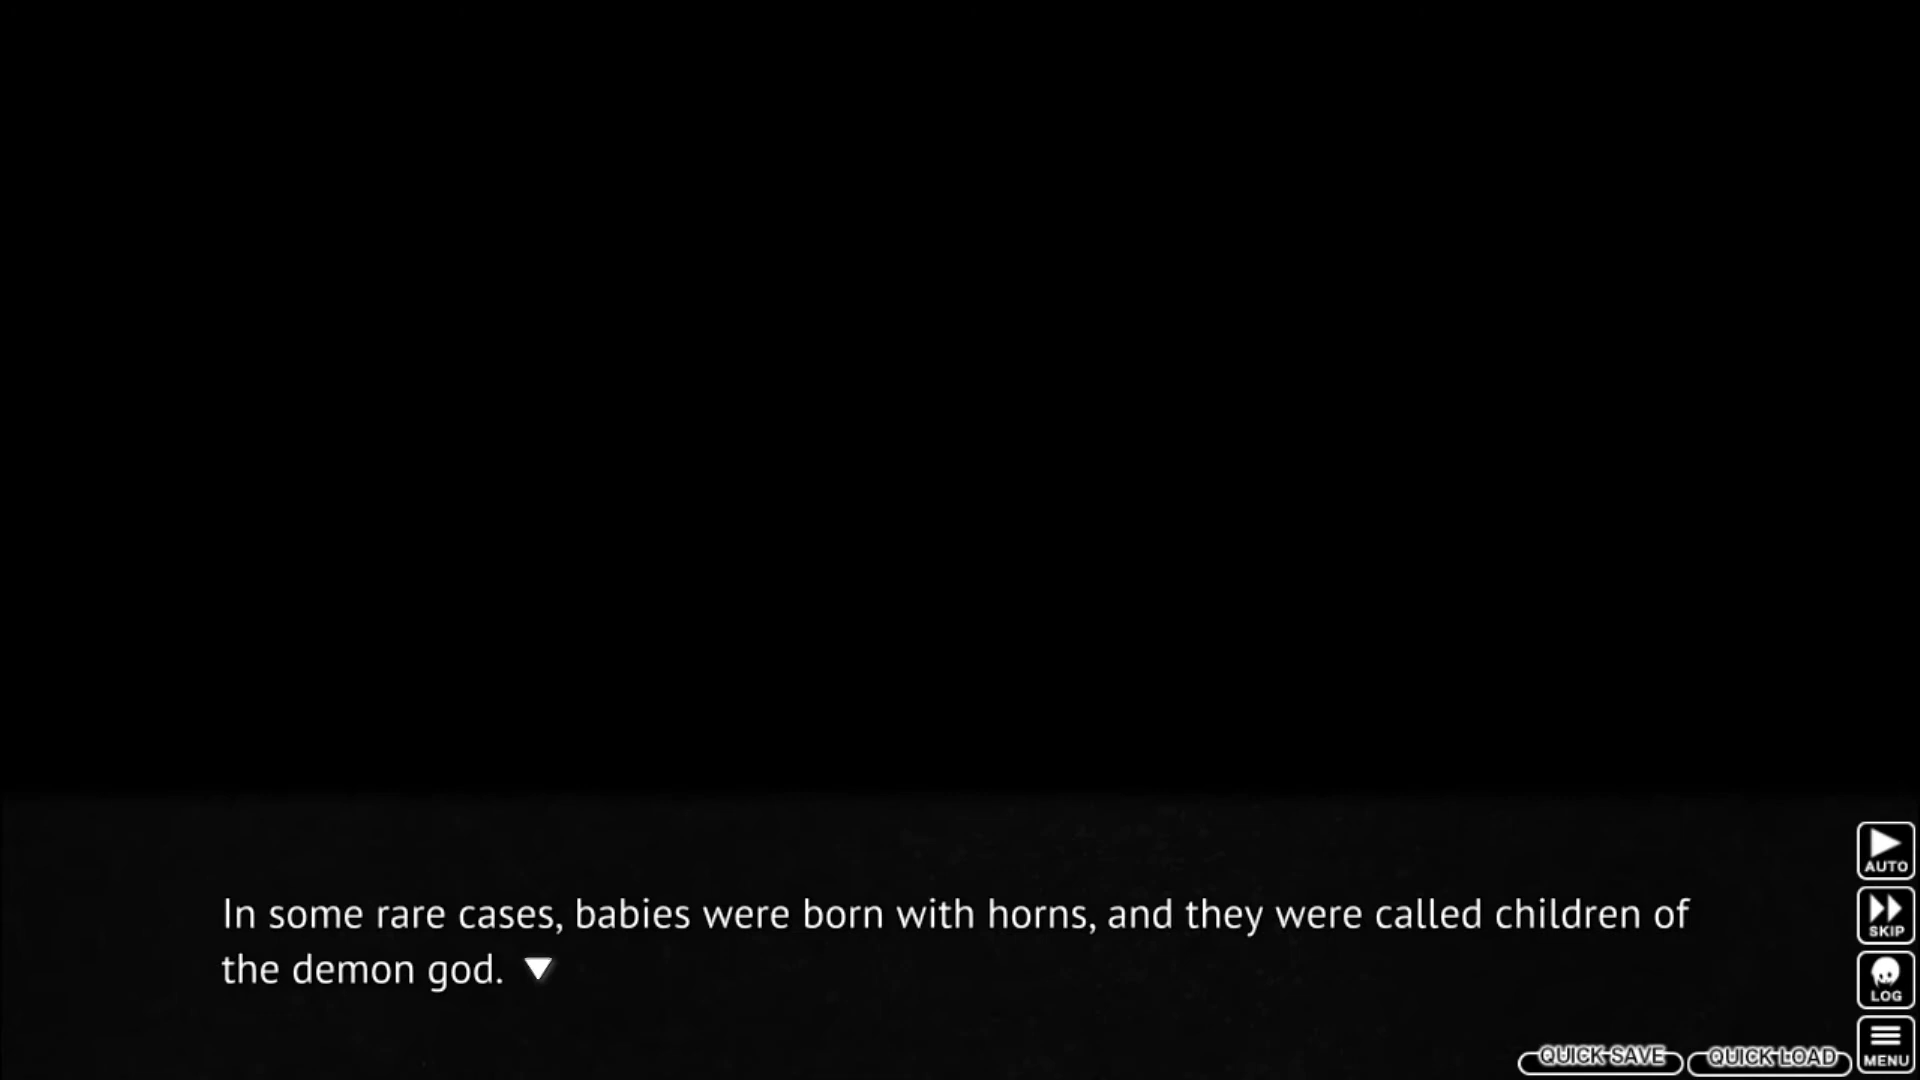 In some rare cases, babies were born with horns, and they were called children of
the demon god.
AUTO
SKIP
LOG
MENU
QUICK SAVE
QUICK LOAD